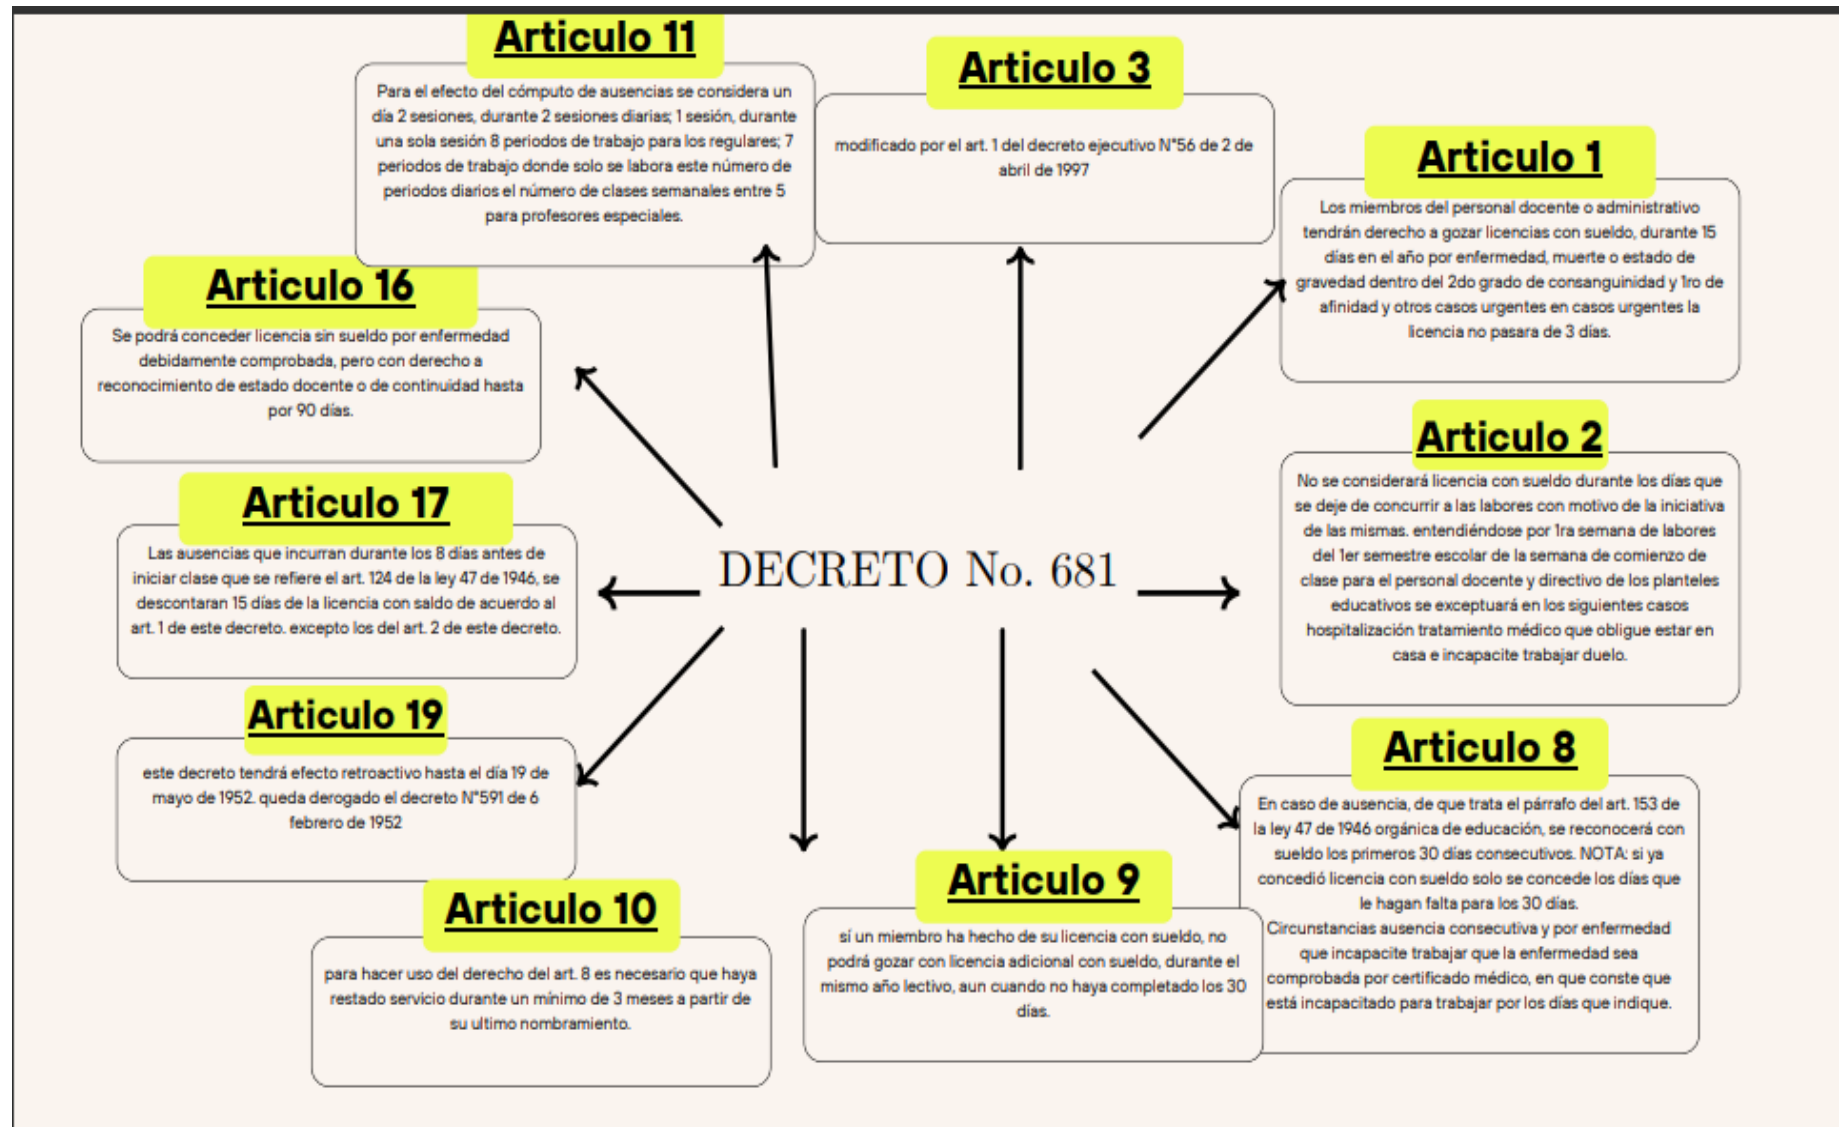 Articulo 11
Para el efecto del cómputo de ausencias se considera un
día 2 sesiones, durante 2 sesiones diarias; 1 sesión, durante
una sola sesión 8 periodos de trabajo para los regulares; 7
periodos de trabajo donde solo se labora este número de
periodos diarios el número de clases semanales entre 5
para profesores especiales.
Articulo 3
modificado por el art. 1 del decreto ejecutivo N°56 de 2 de
abril de 1997
Articulo 1
Los miembros del personal docente o administrativo
tendrán derecho a gozar licencias con sueldo, durante 15
días en el año por enfermedad, muerte o estado de
gravedad dentro del 2do grado de consanguinidad y 1ro de
afinidad y otros casos urgentes en casos urgentes la
licencia no pasara de 3 días.
Articulo 16
Se podrá conceder licencia sin sueldo por enfermedad
debidamente comprobada, pero con derecho a
reconocimiento de estado docente o de continuidad hasta
por 90 días.
Articulo 2
No se considerará licencia con sueldo durante los días que
se deje de concurrir a las labores con motivo de la iniciativa
de las mismas. entendiéndose por 1ra semana de labores
del 1er semestre escolar de la semana de comienzo de
clase para el personal docente y directivo de los planteles
educativos se exceptuará en los siguientes casos
hospitalización tratamiento médico que obligue estar en
casa e incapacite trabajar duelo.
Articulo 17
Las ausencias que incurran durante los 8 días antes de
iniciar clase que se refiere el art. 124 de la ley 47 de 1946, se
descontaran 15 días de la licencia con saldo de acuerdo al
art. 1 de este decreto. excepto los del art. 2 de este decreto.
DECRETO No. 681
Articulo 19
este decreto tendrá efecto retroactivo hasta el día 19 de
mayo de 1952. queda derogado el decreto N°591 de 6
febrero de 1952
Articulo 8
En caso de ausencia, de que trata el párrafo del art. 153 de
la ley 47 de 1946 orgánica de educación, se reconocerá con
sueldo los primeros 30 días consecutivos. NOTA: si ya
concedió licencia con sueldo solo se concede los días que
le hagan falta para los 30 días.
Circunstancias ausencia consecutiva y por enfermedad
que incapacite trabajar que la enfermedad sea
comprobada por certificado médico, en que conste que
está incapacitado para trabajar por los días que indique.
Articulo 10
para hacer uso del derecho del art. 8 es necesario que haya
restado servicio durante un mínimo de 3 meses a partir de
su ultimo nombramiento.
Articulo 9
sí un miembro ha hecho de su licencia con sueldo, no
podrá gozar con licencia adicional con sueldo, durante el
mismo año lectivo, aun cuando no haya completado los 30
días.